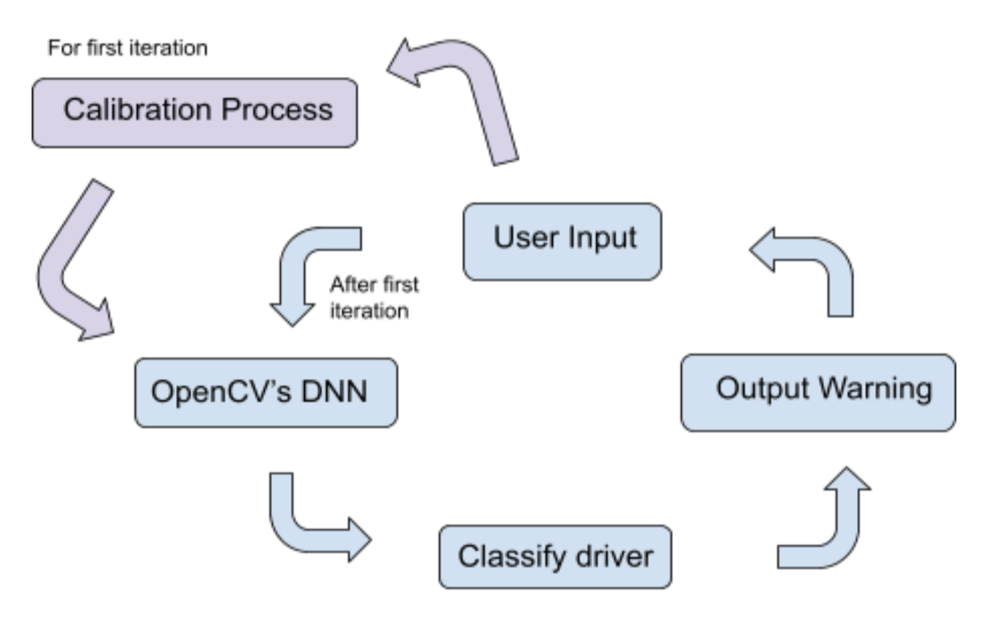 For first iteration
Calibration Process
User Input
After first
iteration
OpenCV’s DNN
Output Warning
Classify driver